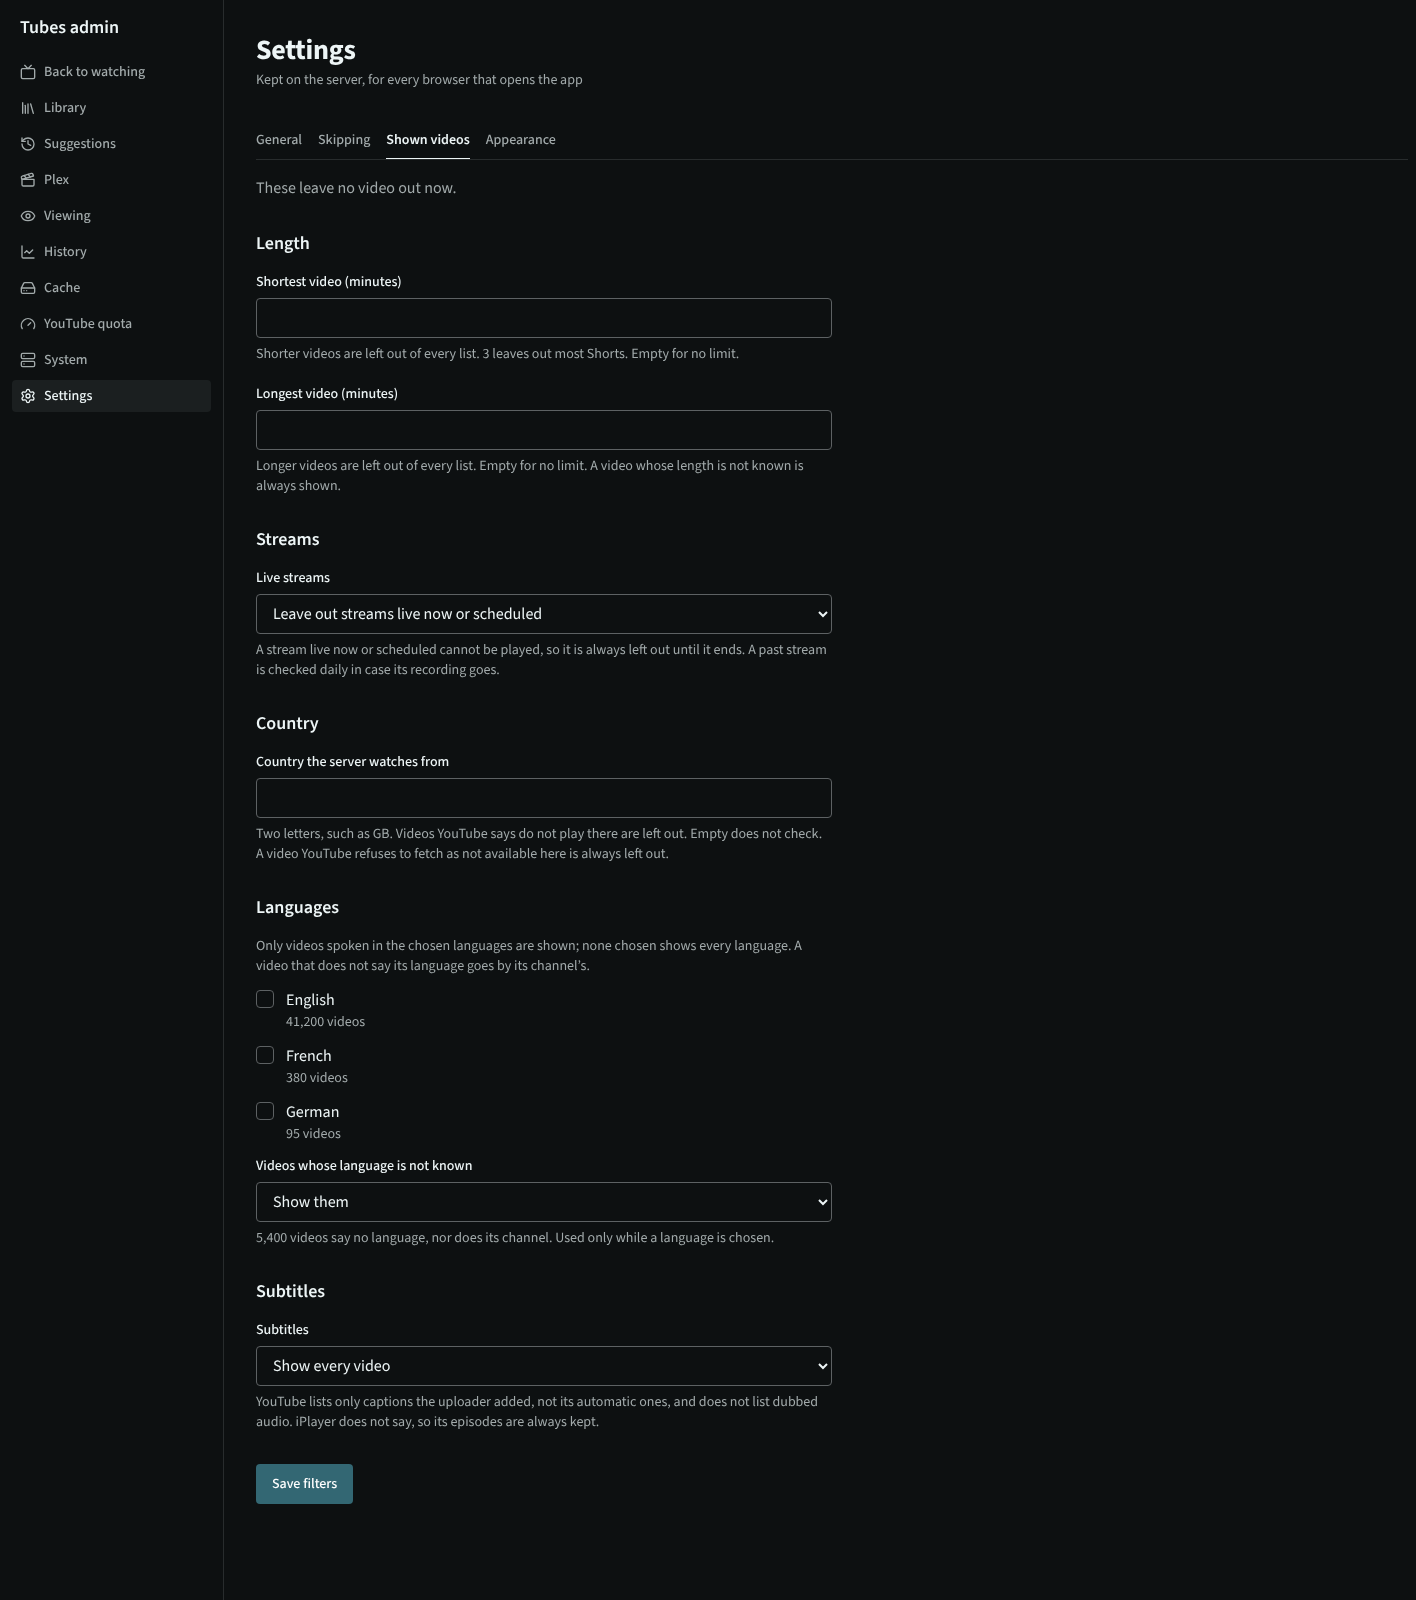 Tubes admin
Back to watching
Library
Suggestions
Plex
Viewing
History
Cache
YouTube quota
System
Settings
Settings
Kept on the server, for every browser that opens the app
General Skipping Shown videos Appearance
These leave no video out now.
Length
Shortest video (minutes)
Shorter videos are left out of every list. 3 leaves out most Shorts. Empty for no limit.
Longest video (minutes)
Longer videos are left out of every list. Empty for no limit. A video whose length is not known is
always shown.
Streams
Live streams
Leave out streams live now or scheduled
A stream live now or scheduled cannot be played, so it is always left out until it ends. A past stream
is checked daily in case its recording goes.
Country
Country the server watches from
Two letters, such as GB. Videos YouTube says do not play there are left out. Empty does not check.
A video YouTube refuses to fetch as not available here is always left out.
Languages
Only videos spoken in the chosen languages are shown; none chosen shows every language. A
video that does not say its language goes by its channel's.
English
41,200 videos
French
380 videos
German
95 videos
Videos whose language is not known
Show them
5,400 videos say no language, nor does its channel. Used only while a language is chosen.
Subtitles
Subtitles
Show every video
YouTube lists only captions the uploader added, not its automatic ones, and does not list dubbed
audio. iPlayer does not say, so its episodes are always kept.
Save filters